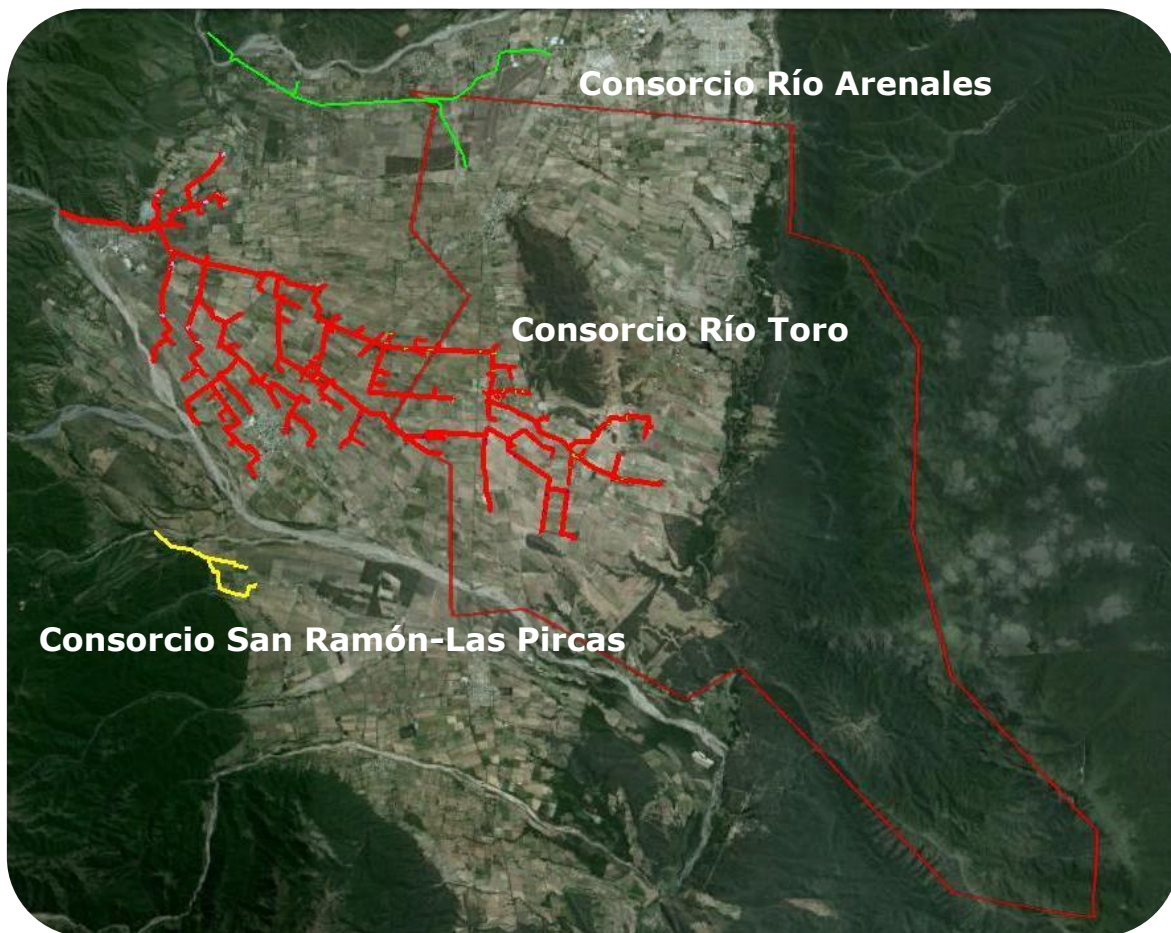 Consorcio Río Arenales
Consorcio Río Toro
Consorcio San Ramón-Las Pircas